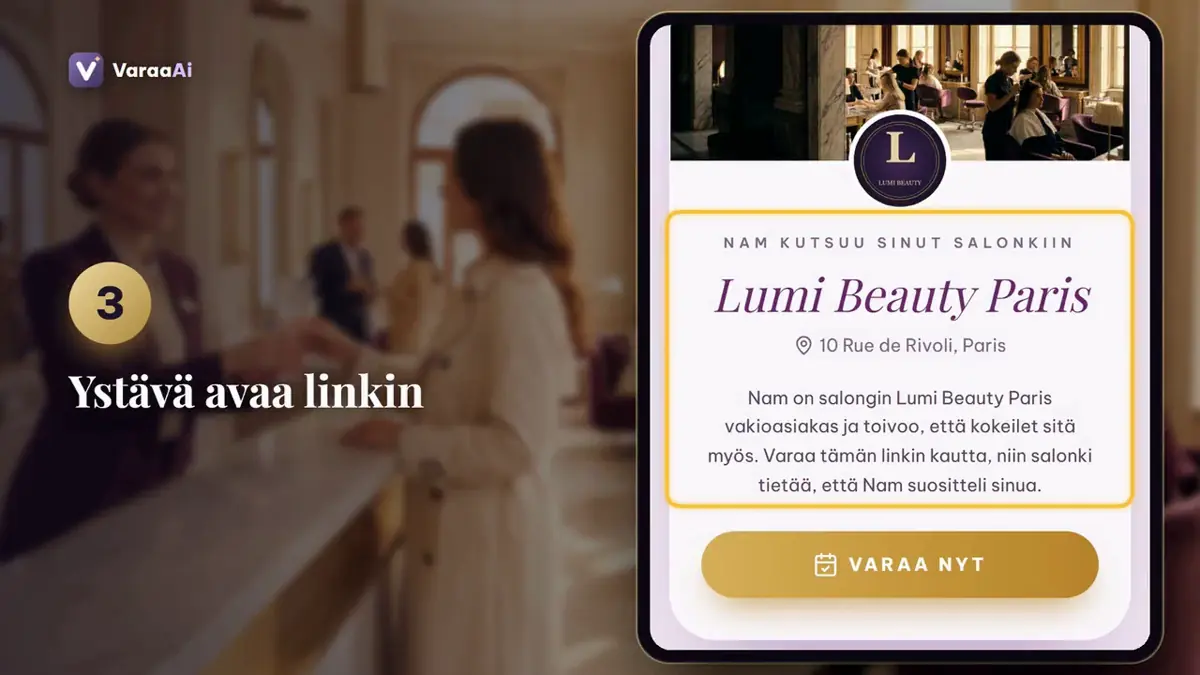 VaraaAi
3
Ystävä avaa linkin
L
LUMI BEAUTY
NAM KUTSUU SINUT SALONKIIN
Lumi Beauty Paris
10 Rue de Rivoli, Paris
Nam on salongin Lumi Beauty Paris
vakioasiakas ja toivoo, että kokeilet sitä
myös. Varaa tämän linkin kautta, niin salonki
tietää, että Nam suositteli sinua.
VARAA NYT